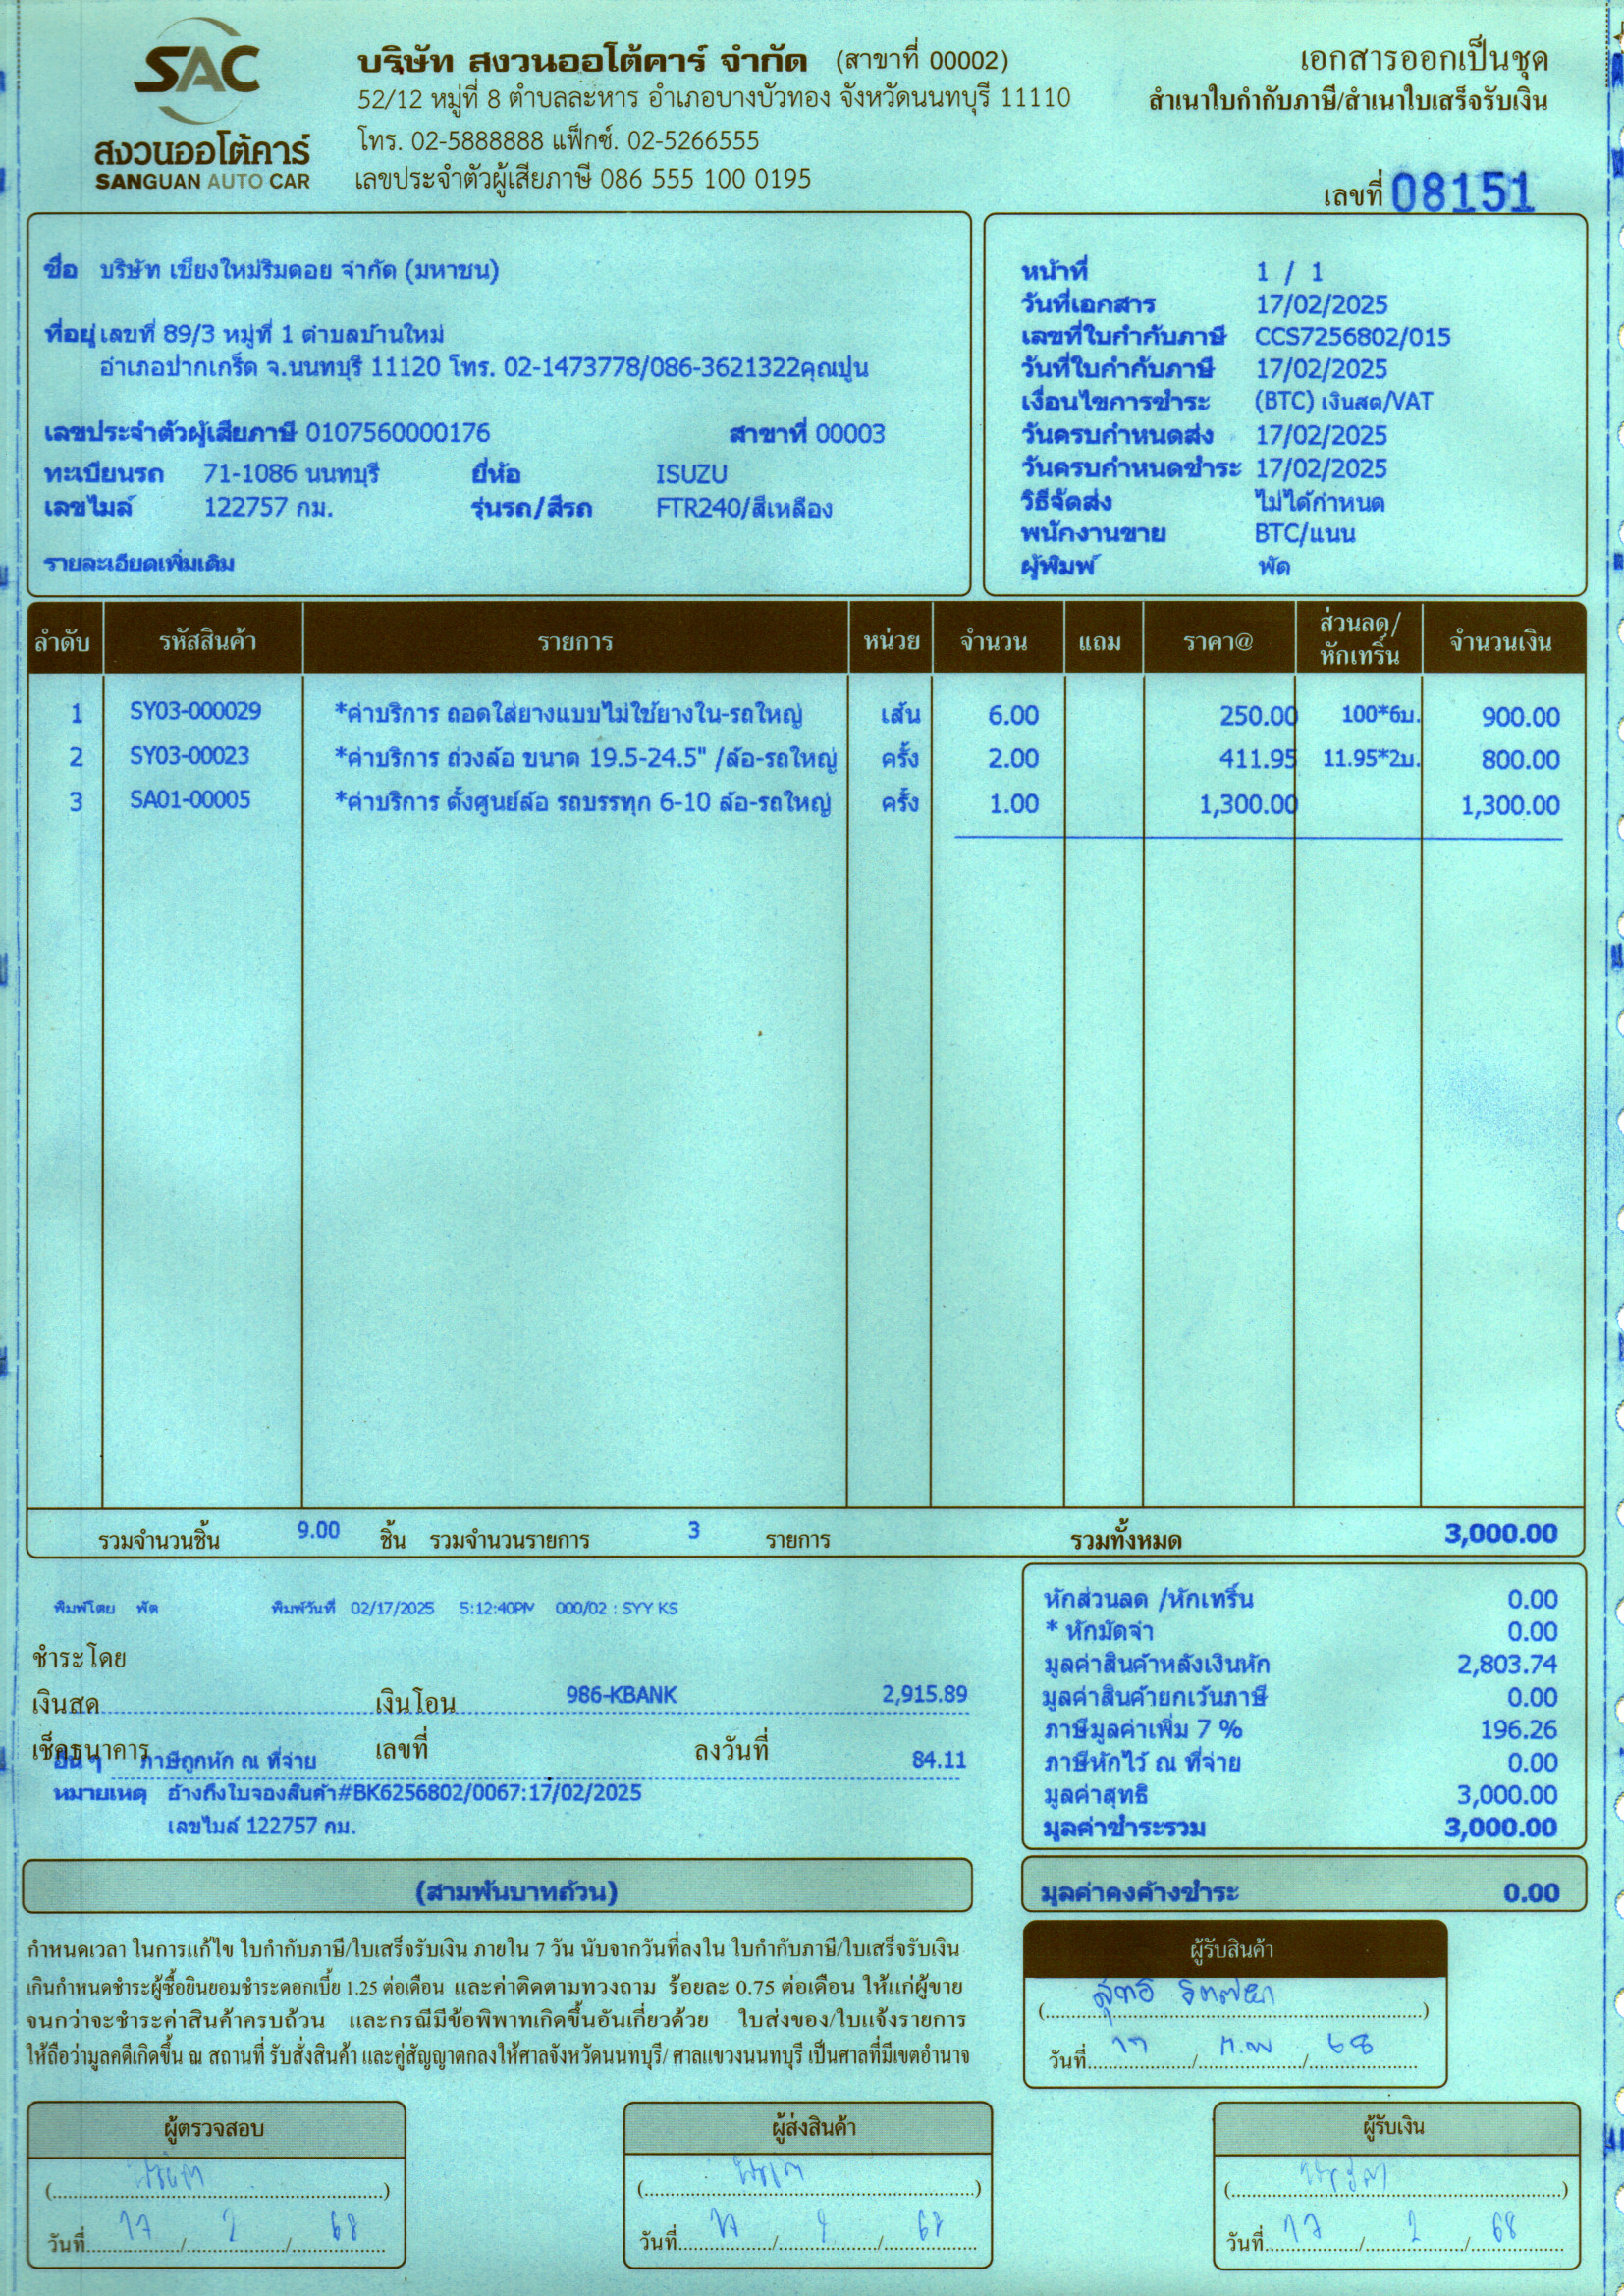 SAC
สงวนออโต้คาร์
SANGUAN AUTO CAR
บริษัท สงวนออโต้คาร์ จำกัด (สาขาที่ 00002)
52/12 หมู่ที่ 8 ตำบลละหาร อำเภอบางบัวทอง จังหวัดนนทบุรี 11110
โทร. 02-5888888 แฟ็กซ์. 02-5266555
เลขประจำตัวผู้เสียภาษี 086 555 100 0195
เอกสารออกเป็นชุด
สำเนาใบกำกับภาษี/สำเนาใบเสร็จรับเงิน
เลขที่ 08151
ชื่อ บริษัท เชียงใหม่ริมดอย จำกัด (มหาชน)
ที่อยู่ เลขที่ 89/3 หมู่ที่ 1 ตำบลบ้านใหม่
อำเภอปากเกร็ด จ.นนทบุรี 11120 โทร. 02-1473778/086-3621322คุณปูน
เลขประจำตัวผู้เสียภาษี 0107560000176 สาขาที่ 00003
ทะเบียนรถ 71-1086 นนทบุรี ยี่ห้อ ISUZU
เลขไมล์ 122757 กม. รุ่นรถ/สีรถ FTR240/สีเหลือง
รายละเอียดเพิ่มเติม
หน้าที่ 1 / 1
วันที่เอกสาร 17/02/2025
เลขที่ใบกำกับภาษี CCS7256802/015
วันที่ใบกำกับภาษี 17/02/2025
เงื่อนไขการชำระ (BTC) เงินสด/VAT
วันครบกำหนดส่ง 17/02/2025
วันครบกำหนดชำระ 17/02/2025
วิธีจัดส่ง ไม่ได้กำหนด
พนักงานขาย BTC/แนน
ผู้พิมพ์ พัด
ลำดับ รหัสสินค้า รายการ หน่วย จำนวน แถม ราคา@ ส่วนลด/หักเทริ์น จำนวนเงิน
1 SY03-000029 *ค่าบริการ ถอดใส่ยางแบบไม่ใช้ยางใน-รถใหญ่ เส้น 6.00 250.00 100*6บ. 900.00
2 SY03-00023 *ค่าบริการ ถ่วงล้อ ขนาด 19.5-24.5" /ล้อ-รถใหญ่ ครั้ง 2.00 411.95 11.95*2บ. 800.00
3 SA01-00005 *ค่าบริการ ตั้งศูนย์ล้อ รถบรรทุก 6-10 ล้อ-รถใหญ่ ครั้ง 1.00 1,300.00 1,300.00
รวมจำนวนชิ้น 9.00 ชิ้น รวมจำนวนรายการ 3 รายการ รวมทั้งหมด 3,000.00
พิมพ์โดย พัด พิมพ์วันที่ 02/17/2025 5:12:40PM 000/02 : SYY KS
ชำระโดย
เงินสด เงินโอน 986-KBANK 2,915.89
เช็คธนาคาร เลขที่ ลงวันที่
อื่น ๆ ภาษีถูกหัก ณ ที่จ่าย 84.11
หมายเหตุ อ้างถึงใบจองสินค้า#BK6256802/0067:17/02/2025
เลขไมล์ 122757 กม.
หักส่วนลด /หักเทริ์น 0.00
* หักมัดจำ 0.00
มูลค่าสินค้าหลังเงินหัก 2,803.74
มูลค่าสินค้ายกเว้นภาษี 0.00
ภาษีมูลค่าเพิ่ม 7 % 196.26
ภาษีหักไว้ ณ ที่จ่าย 0.00
มูลค่าสุทธิ 3,000.00
มูลค่าชำระรวม 3,000.00
(สามพันบาทถ้วน)
มูลค่าคงค้างชำระ 0.00
กำหนดเวลา ในการแก้ไข ใบกำกับภาษี/ใบเสร็จรับเงิน ภายใน 7 วัน นับจากวันที่ลงใน ใบกำกับภาษี/ใบเสร็จรับเงิน
เกินกำหนดชำระผู้ซื้อยินยอมชำระดอกเบี้ย 1.25 ต่อเดือน และค่าติดตามทวงถาม ร้อยละ 0.75 ต่อเดือน ให้แก่ผู้ขาย
จนกว่าจะชำระค่าสินค้าครบถ้วน และกรณีมีข้อพิพาทเกิดขึ้นอันเกี่ยวด้วย ใบส่งของ/ใบแจ้งรายการ
ให้ถือว่ามูลคดีเกิดขึ้น ณ สถานที่ รับสั่งสินค้า และคู่สัญญาตกลงให้ศาลจังหวัดนนทบุรี/ ศาลแขวงนนทบุรี เป็นศาลที่มีเขตอำนาจ
ผู้รับสินค้า
วันที่ 17 / ก.พ / 68
ผู้ตรวจสอบ
วันที่ 17 / 2 / 68
ผู้ส่งสินค้า
วันที่ 17 / 2 / 68
ผู้รับเงิน
วันที่ 17 / 2 / 68